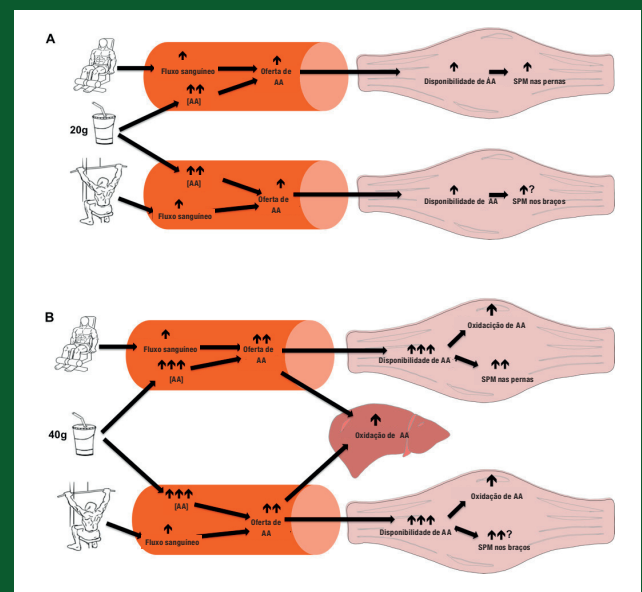 A
↑
Fluxo sanguíneo
↑↑
[AA]
↑
Oferta de
AA
↑
Disponibilidade de AA
↑
SPM nas pernas
20g
↑↑
[AA]
↑
Fluxo sanguíneo
↑
Oferta de
AA
↑
Disponibilidade de AA
↑?
SPM nos braços
B
↑
Fluxo sanguíneo
↑↑↑
[AA]
↑↑
Oferta de
AA
↑↑↑
Disponibilidade de AA
↑
Oxidacição de AA
↑↑
SPM nas pernas
40g
↑
Oxidação de AA
↑↑↑
[AA]
↑
Fluxo sanguíneo
↑↑
Oferta de
AA
↑↑↑
Disponibilidade de AA
↑
Oxidação de AA
↑↑?
SPM nos braços